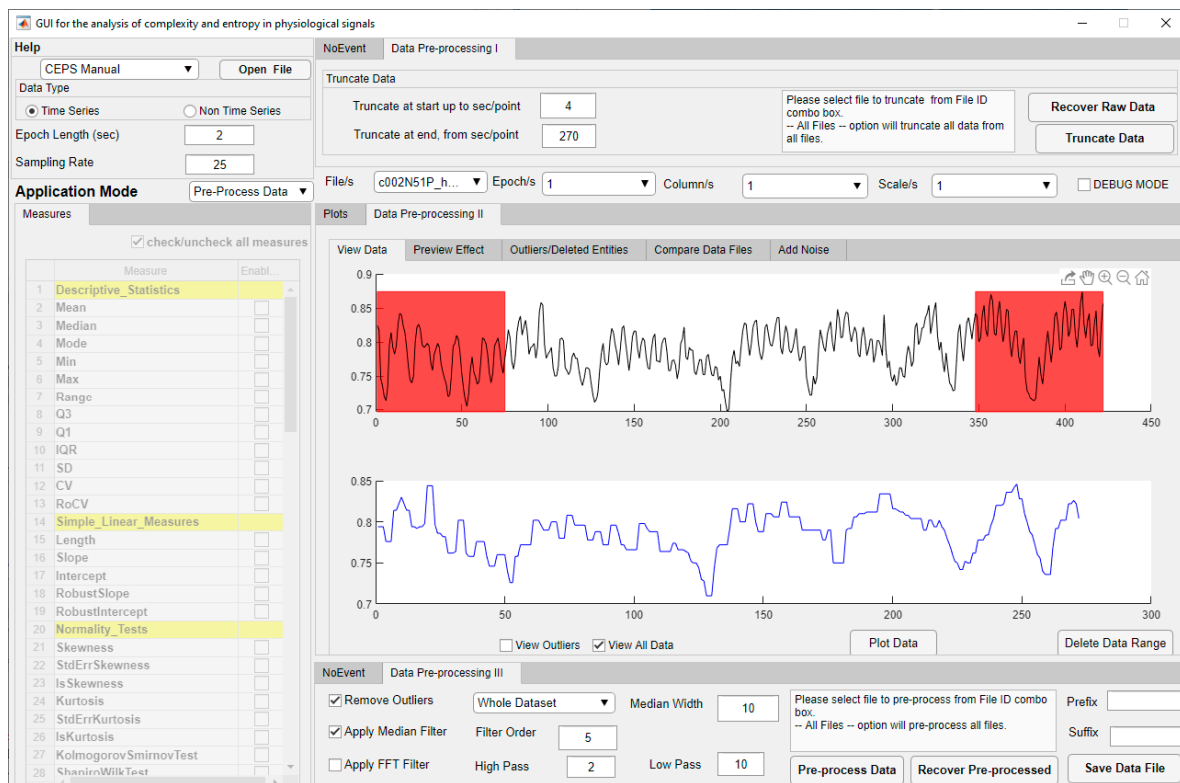 GUI for the analysis of complexity and entropy in physiological signals
Help
CEPS Manual
Open File
Data Type
Time Series
Non Time Series
Epoch Length (sec)
2
Sampling Rate
25
Application Mode
Pre-Process Data
Measures
check/uncheck all measures
Measure
Enabl...
1 Descriptive_Statistics
2 Mean
3 Median
4 Mode
5 Min
6 Max
7 Range
8 Q3
9 Q1
10 IQR
11 SD
12 CV
13 RoCV
14 Simple_Linear_Measures
15 Length
16 Slope
17 Intercept
18 RobustSlope
19 RobustIntercept
20 Normality_Tests
21 Skewness
22 StdErrSkewness
23 IsSkewness
24 Kurtosis
25 StdErrKurtosis
26 IsKurtosis
27 KolmogorovSmirnovTest
28 ShapiroWilkTest
NoEvent
Data Pre-processing I
Truncate Data
Truncate at start up to sec/point
4
Truncate at end, from sec/point
270
Please select file to truncate from File ID
combo box.
-- All Files -- option will truncate all data from
all files.
Recover Raw Data
Truncate Data
File/s
c002N51P_h...
Epoch/s
1
Column/s
1
Scale/s
1
DEBUG MODE
Plots
Data Pre-processing II
View Data
Preview Effect
Outliers/Deleted Entities
Compare Data Files
Add Noise
0.9
0.85
0.8
0.75
0.7
0 50 100 150 200 250 300 350 400 450
0.85
0.8
0.75
0.7
0 50 100 150 200 250 300
View Outliers
View All Data
Plot Data
Delete Data Range
NoEvent
Data Pre-processing III
Remove Outliers
Whole Dataset
Median Width
10
Apply Median Filter
Filter Order
5
Apply FFT Filter
High Pass
2
Low Pass
10
Please select file to pre-process from File ID combo
box.
-- All Files -- option will pre-process all files.
Pre-process Data
Recover Pre-processed
Prefix
Suffix
Save Data File